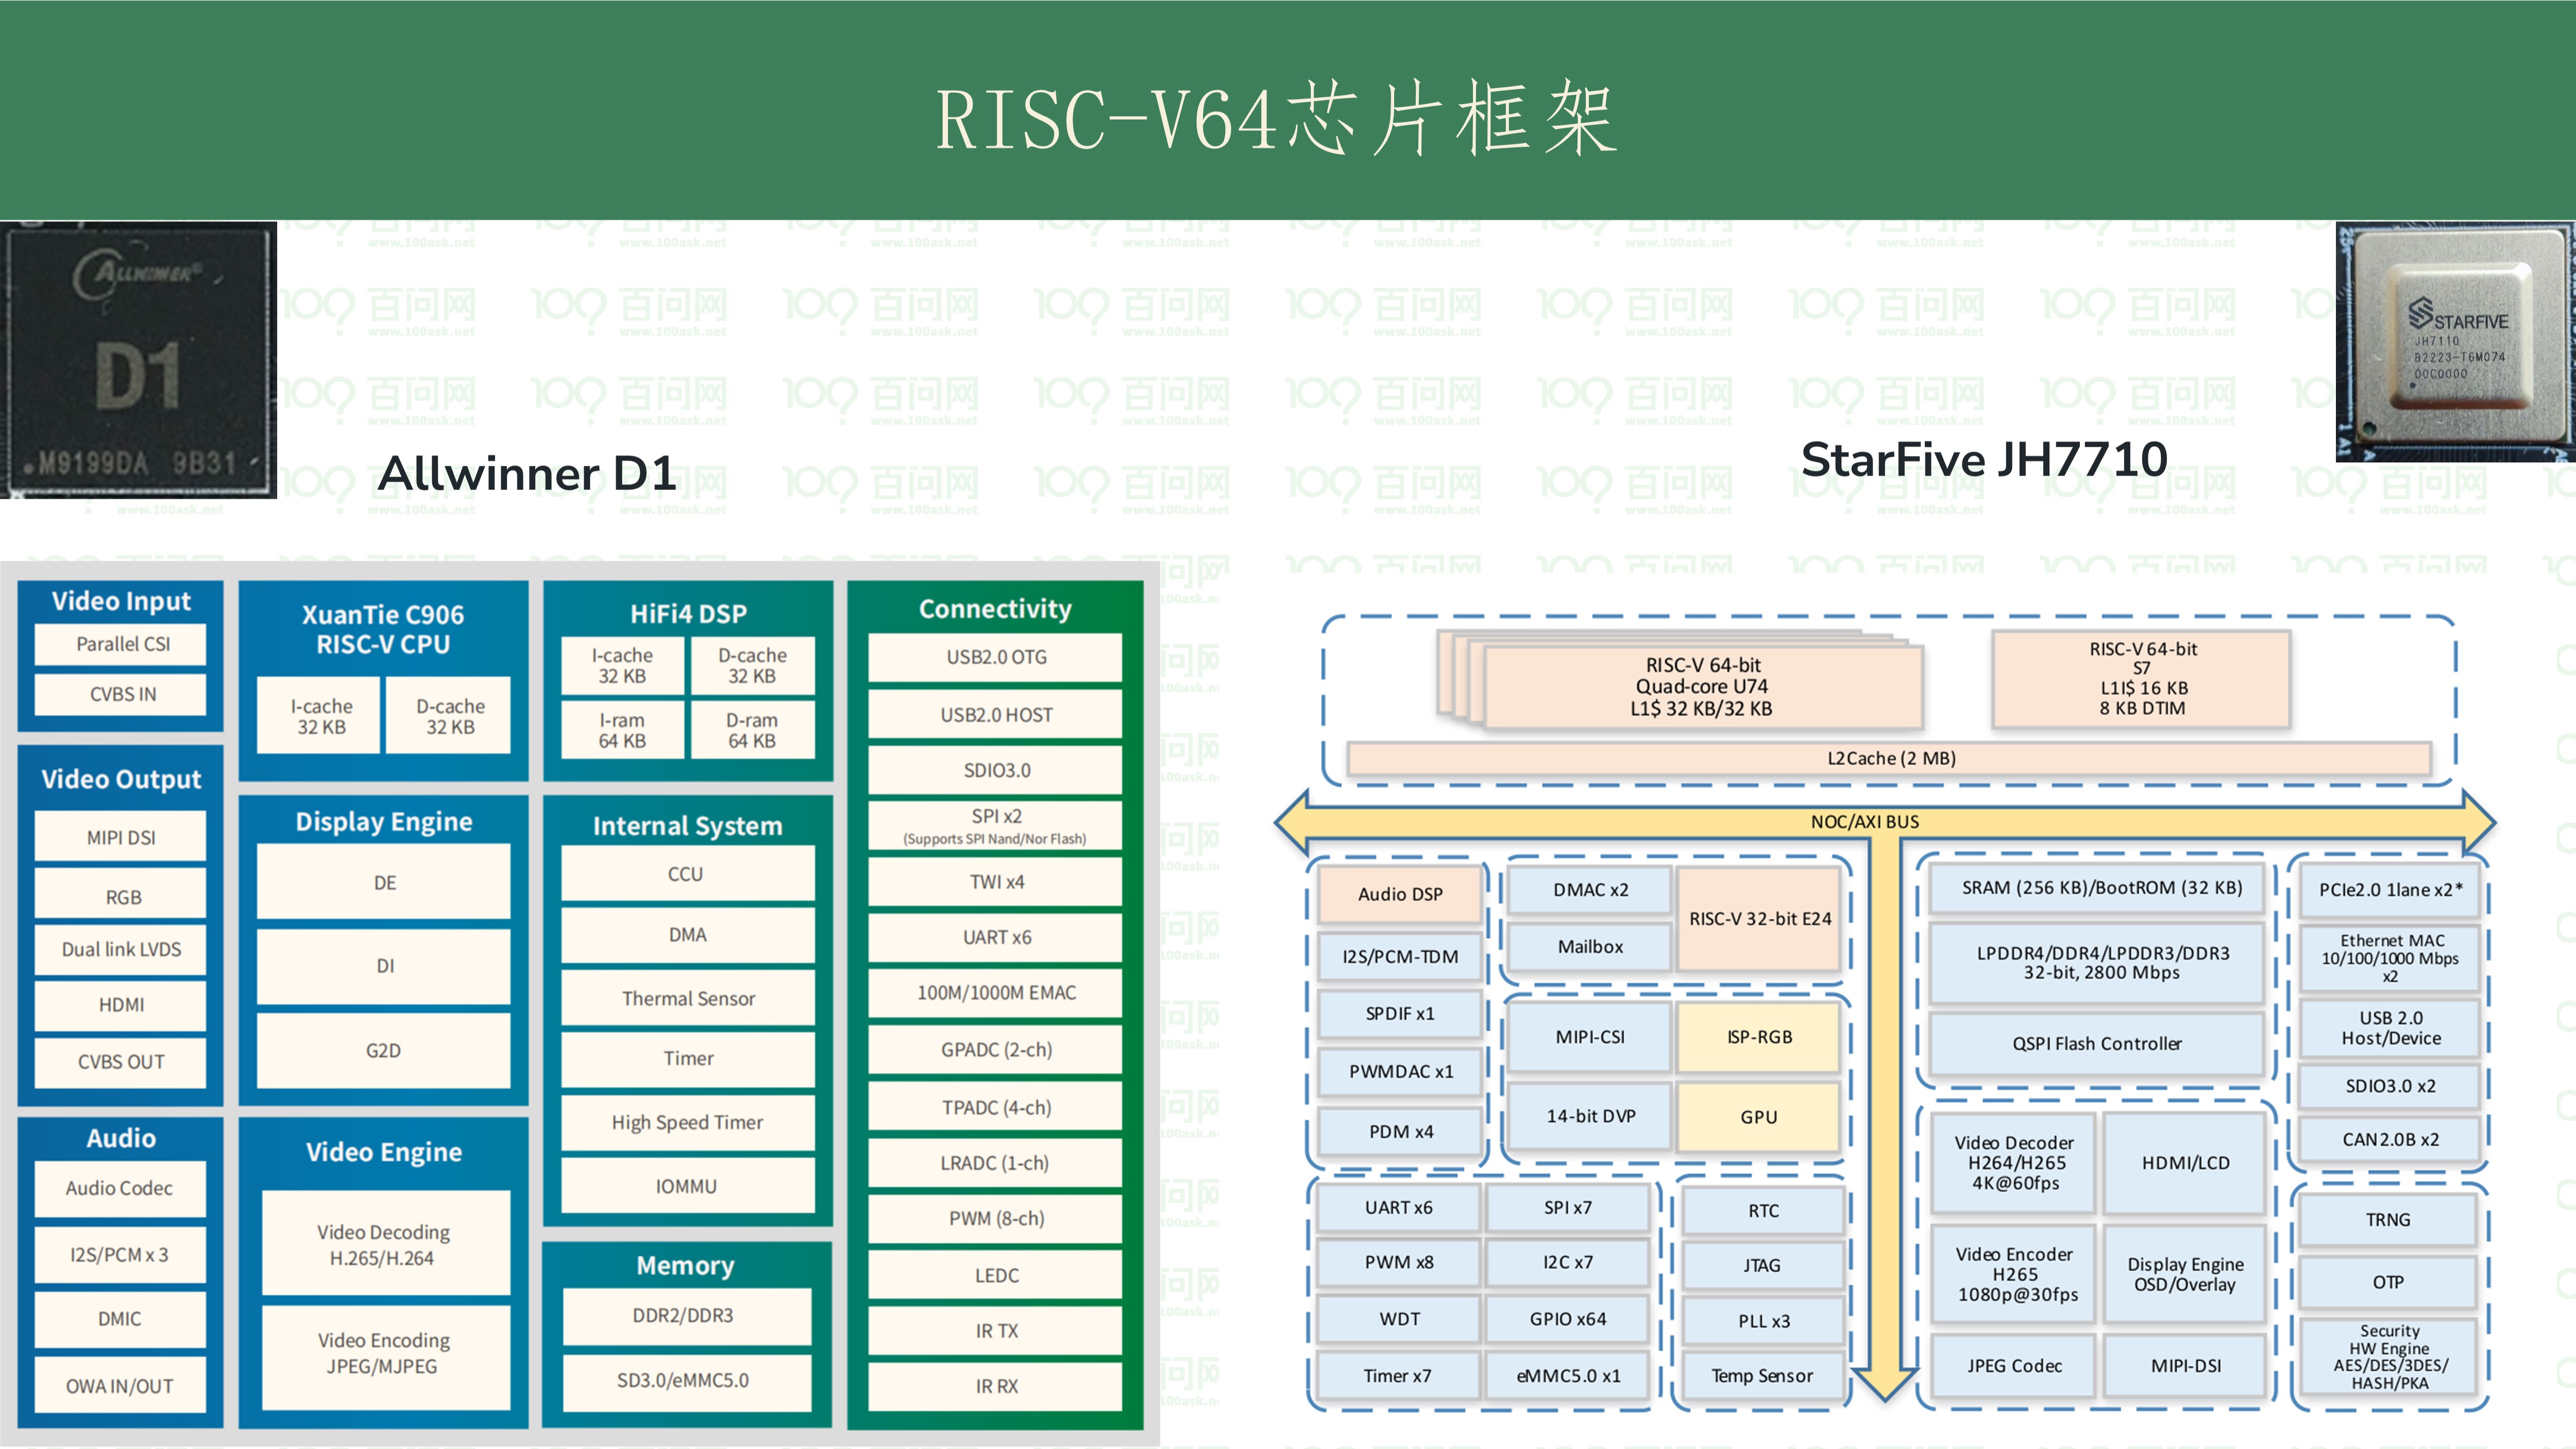 RISC-V64芯片框架
ALLWINNER
D1
M9199DA 9B31
Allwinner D1
StarFive JH7710
STARFIVE
JH7110
B2223-T6M074
00C0000
百问网
www.100ask.net
Video Input
Parallel CSI
CVBS IN
Video Output
MIPI DSI
RGB
Dual link LVDS
HDMI
CVBS OUT
Audio
Audio Codec
I2S/PCM x 3
DMIC
OWA IN/OUT
XuanTie C906
RISC-V CPU
I-cache
32 KB
D-cache
32 KB
Display Engine
DE
DI
G2D
Video Engine
Video Decoding
H.265/H.264
Video Encoding
JPEG/MJPEG
HiFi4 DSP
I-cache
32 KB
D-cache
32 KB
I-ram
64 KB
D-ram
64 KB
Internal System
CCU
DMA
Thermal Sensor
Timer
High Speed Timer
IOMMU
Memory
DDR2/DDR3
SD3.0/eMMC5.0
Connectivity
USB2.0 OTG
USB2.0 HOST
SDIO3.0
SPI x2
(Supports SPI Nand/Nor Flash)
TWI x4
UART x6
100M/1000M EMAC
GPADC (2-ch)
TPADC (4-ch)
LRADC (1-ch)
PWM (8-ch)
LEDC
IR TX
IR RX
RISC-V 64-bit
Quad-core U74
L1$ 32 KB/32 KB
RISC-V 64-bit
S7
L1I$ 16 KB
8 KB DTIM
L2Cache (2 MB)
NOC/AXI BUS
Audio DSP
I2S/PCM-TDM
SPDIF x1
PWMDAC x1
PDM x4
DMAC x2
Mailbox
RISC-V 32-bit E24
MIPI-CSI
ISP-RGB
14-bit DVP
GPU
UART x6
SPI x7
PWM x8
I2C x7
WDT
GPIO x64
Timer x7
eMMC5.0 x1
RTC
JTAG
PLL x3
Temp Sensor
SRAM (256 KB)/BootROM (32 KB)
LPDDR4/DDR4/LPDDR3/DDR3
32-bit, 2800 Mbps
QSPI Flash Controller
Video Decoder
H264/H265
4K@60fps
HDMI/LCD
Video Encoder
H265
1080p@30fps
Display Engine
OSD/Overlay
JPEG Codec
MIPI-DSI
PCIe2.0 1lane x2*
Ethernet MAC
10/100/1000 Mbps
x2
USB 2.0
Host/Device
SDIO3.0 x2
CAN2.0B x2
TRNG
OTP
Security
HW Engine
AES/DES/3DES/
HASH/PKA